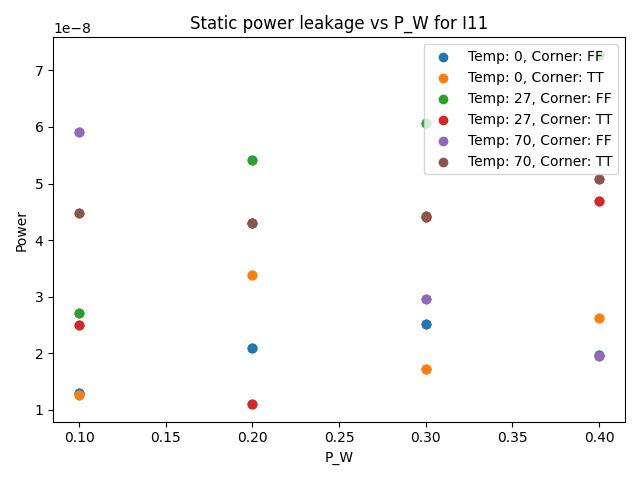 Static power leakage vs P_W for I11
1e−8
Temp: 0, Corner: FF
Temp: 0, Corner: TT
Temp: 27, Corner: FF
Temp: 27, Corner: TT
Temp: 70, Corner: FF
Temp: 70, Corner: TT
7
6
5
4
3
2
1
Power
0.10 0.15 0.20 0.25 0.30 0.35 0.40
P_W